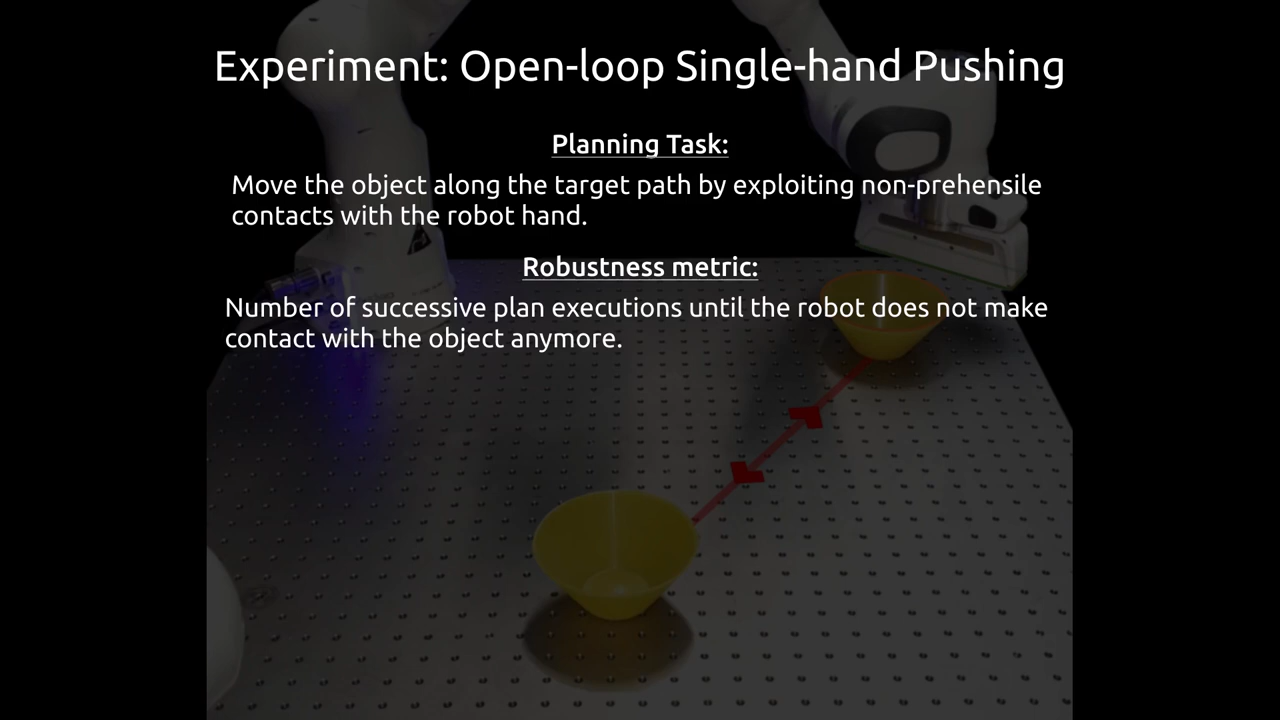 Experiment: Open-loop Single-hand Pushing
Planning Task:
Move the object along the target path by exploiting non-prehensile
contacts with the robot hand.
Robustness metric:
Number of successive plan executions until the robot does not make
contact with the object anymore.